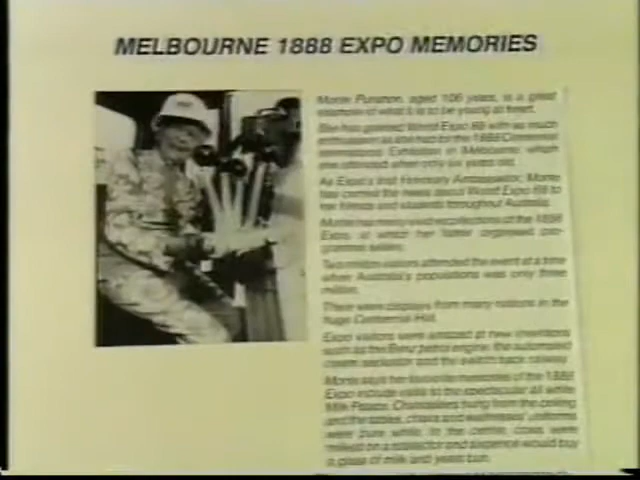 MELBOURNE 1888 EXPO MEMORIES
Monte Punshon, aged 106 years, is a great
example of what it is to be young at heart.
She has greeted World Expo 88 with as much
enthusiasm as she had for the 1888 Centennial
Exhibition in Melbourne which
she attended when only six years old.
As Expo's first Honorary Ambassador, Monte
has carried the news about World Expo 88 to
her friends and students throughout Australia.
Monte has many vivid recollections of the 1888
Expo, at which her father organised pro-
gramme sales.
Two million visitors attended the event at a time
when Australia's populations was only three
million.
There were displays from many nations in the
huge Centennial Hall.
Expo visitors were amazed at new inventions
such as the Benz petrol engine, the automated
cream separator and the switch back railway.
Monte says her favourite memories of the 1888
Expo include visits to the spectacular all white
Milk Palace. Chandeliers hung from the ceiling
and the tables, chairs and waitresses' uniforms
were pure white. In the centre, cows were
milked on a and sixpence would buy
a glass of milk and yeast bun.